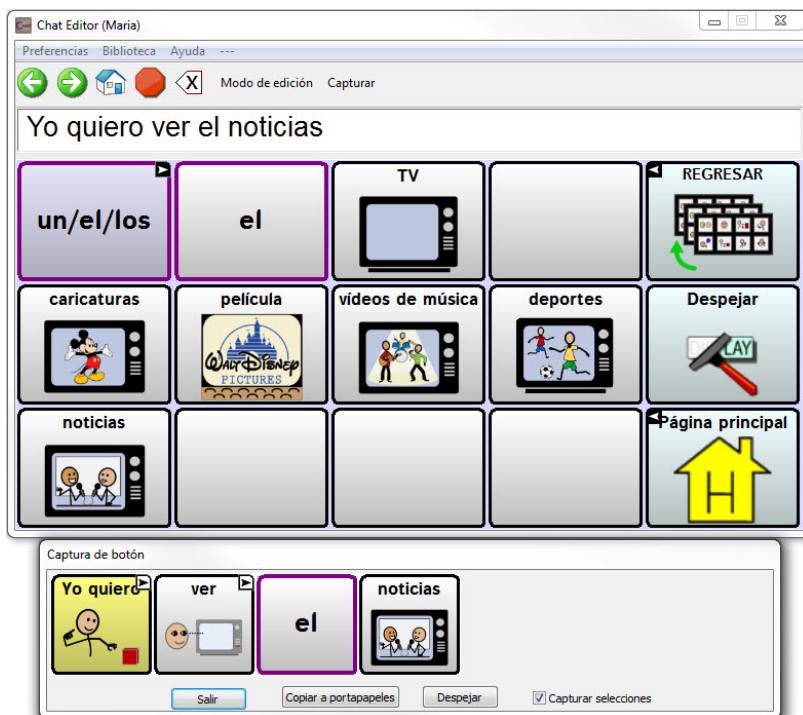 Chat Editor (Maria)
Preferencias Biblioteca Ayuda ---
X Modo de edición Capturar
Yo quiero ver el noticias
un/el/los el TV REGRESAR
caricaturas película vídeos de música deportes Despejar
WALT DISNEY
PICTURES
LAY
noticias Página principal
H
Captura de botón
Yo quiero ver el noticias
Salir Copiar a portapapeles Despejar Capturar selecciones